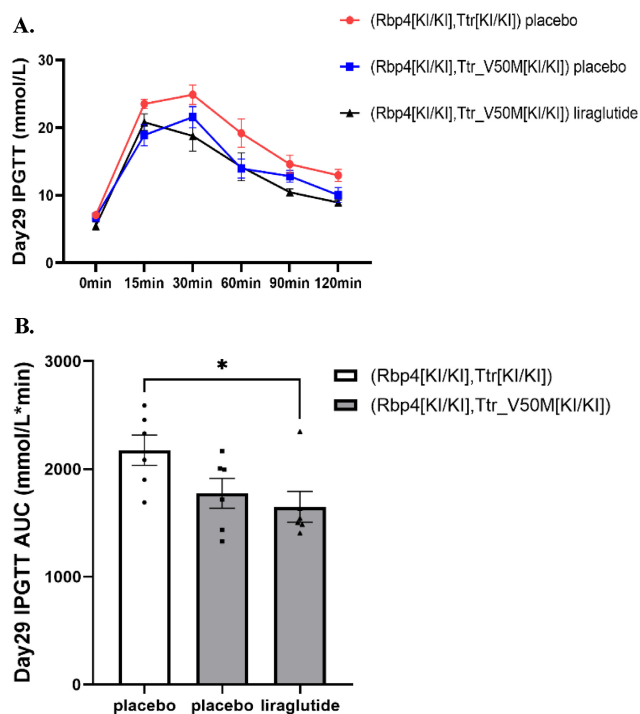 A.
(Rbp4[KI/KI],Ttr[KI/KI]) placebo
(Rbp4[KI/KI],Ttr_V50M[KI/KI]) placebo
(Rbp4[KI/KI],Ttr_V50M[KI/KI]) liraglutide
Day29 IPGTT (mmol/L)
30
20
10
0
0min 15min 30min 60min 90min 120min
B.
Day29 IPGTT AUC (mmol/L*min)
3000
2000
1000
0
*
(Rbp4[KI/KI],Ttr[KI/KI])
(Rbp4[KI/KI],Ttr_V50M[KI/KI])
placebo placebo liraglutide